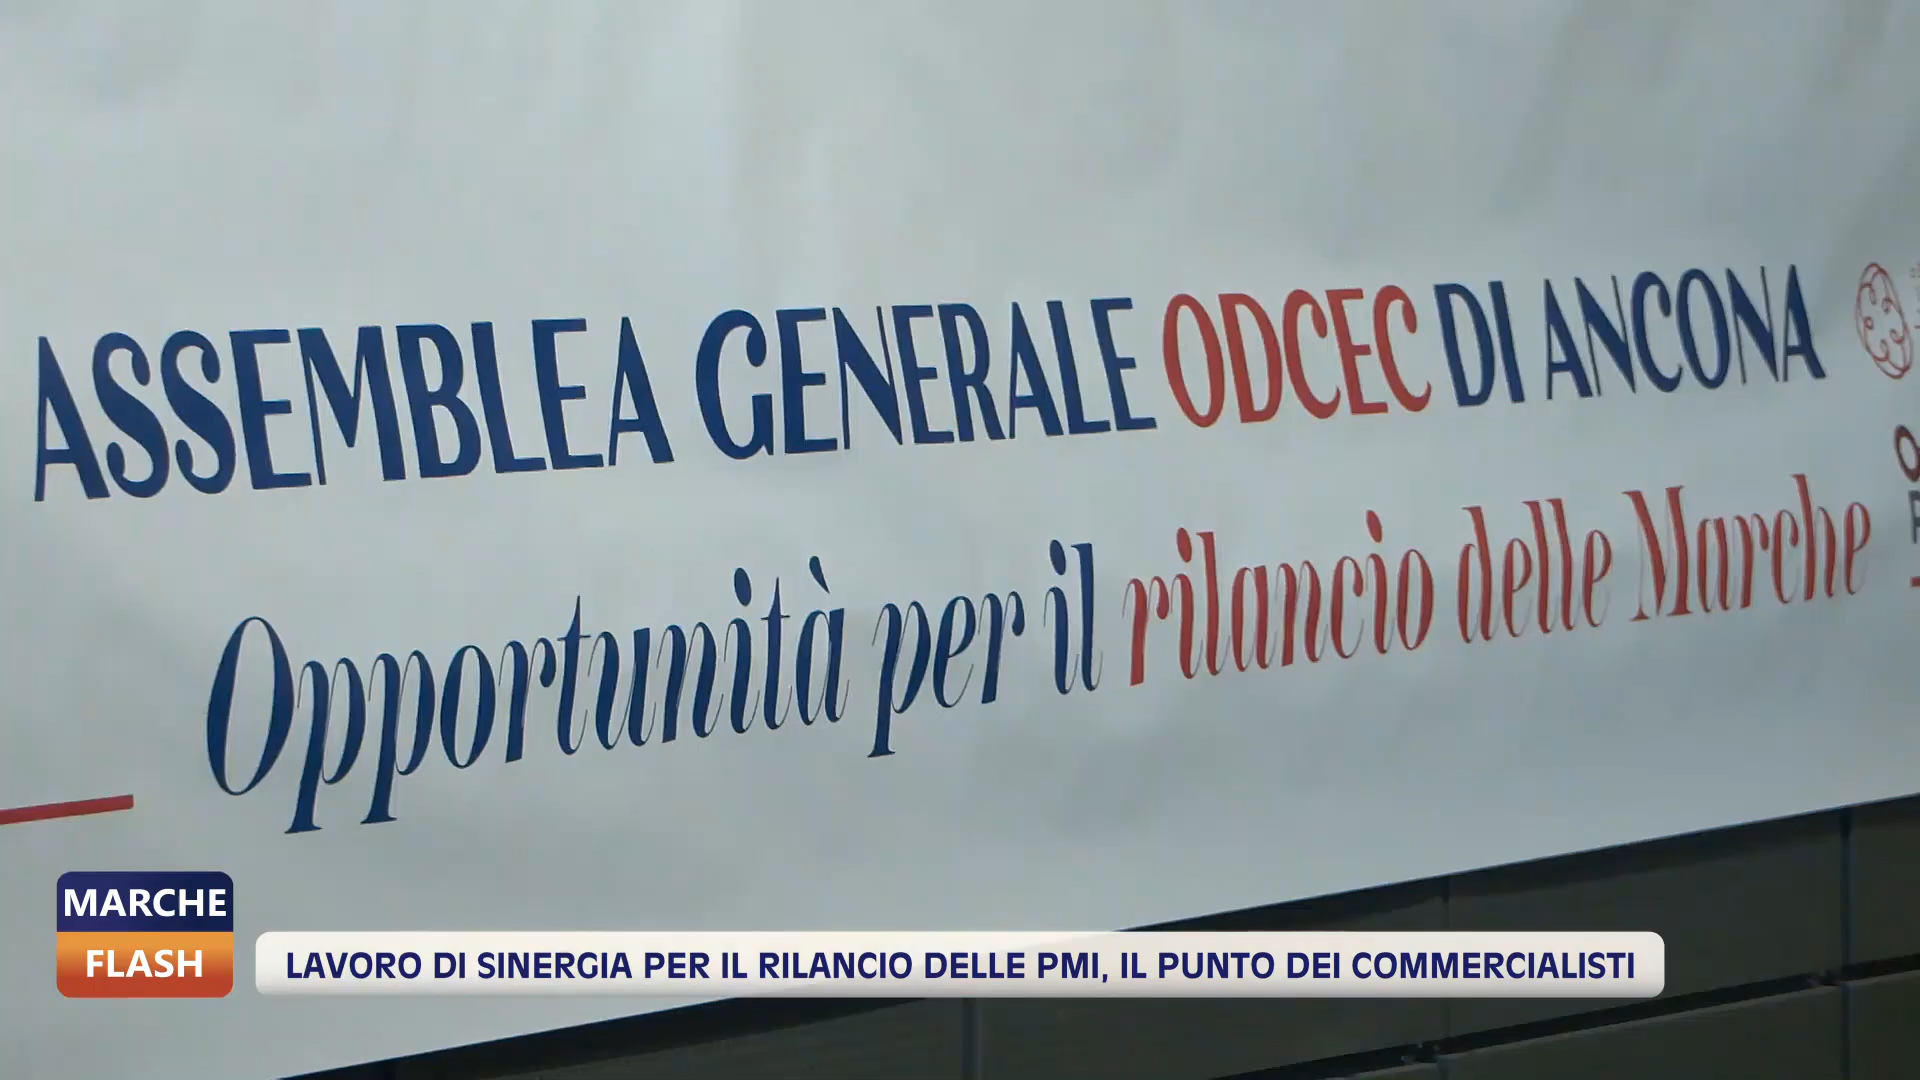 ASSEMBLEA GENERALE ODCEC DI ANCONA
Opportunità per il rilancio delle Marche
MARCHE
FLASH
LAVORO DI SINERGIA PER IL RILANCIO DELLE PMI, IL PUNTO DEI COMMERCIALISTI